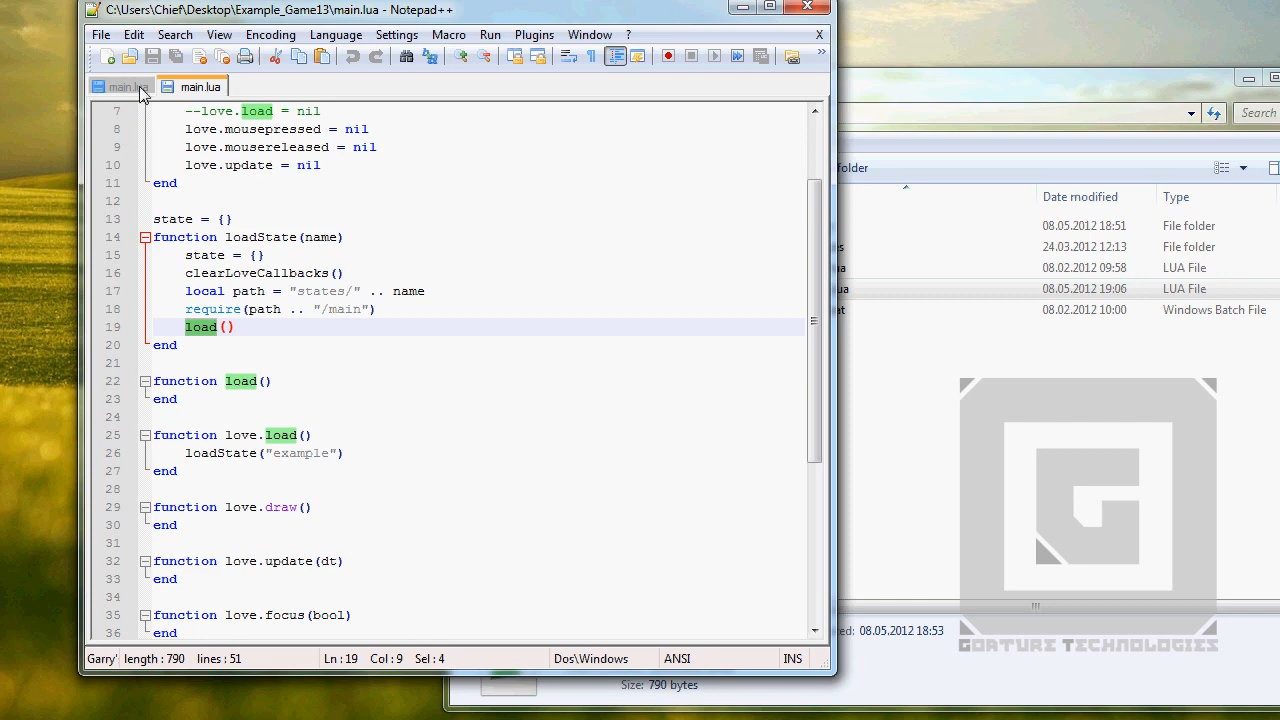 C:\Users\Chief\Desktop\Example_Game13\main.lua - Notepad++
File Edit Search View Encoding Language Settings Macro Run Plugins Window ? X
main.lua main.lua
7 --love.load = nil
8 love.mousepressed = nil
9 love.mousereleased = nil
10 love.update = nil
11 end
12
13 state = {}
14 function loadState(name)
15 state = {}
16 clearLoveCallbacks()
17 local path = "states/" .. name
18 require(path .. "/main")
19 load()
20 end
21
22 function load()
23 end
24
25 function love.load()
26 loadState("example")
27 end
28
29 function love.draw()
30 end
31
32 function love.update(dt)
33 end
34
35 function love.focus(bool)
36 end
Garry' length : 790 lines : 51 Ln : 19 Col : 9 Sel : 4 Dos\Windows ANSI INS
Search
folder
Date modified Type
08.05.2012 18:51 File folder
es 24.03.2012 12:13 File folder
ua 08.02.2012 09:58 LUA File
ua 08.05.2012 19:06 LUA File
at 08.02.2012 10:00 Windows Batch File
ed: 08.05.2012 18:53
Size: 790 bytes
GOATURE TECHNOLOGIES